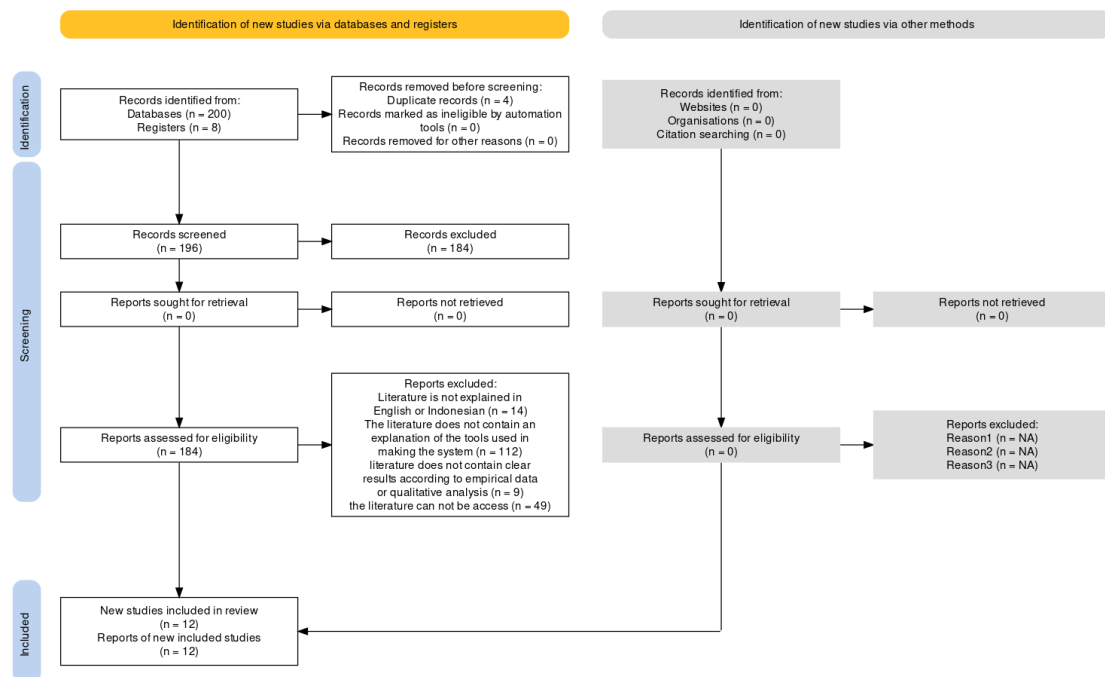 Identification of new studies via databases and registers
Identification of new studies via other methods
Identification
Records identified from:
Databases (n = 200)
Registers (n = 8)
Records removed before screening:
Duplicate records (n = 4)
Records marked as ineligible by automation
tools (n = 0)
Records removed for other reasons (n = 0)
Records identified from:
Websites (n = 0)
Organisations (n = 0)
Citation searching (n = 0)
Screening
Records screened
(n = 196)
Records excluded
(n = 184)
Reports sought for retrieval
(n = 0)
Reports not retrieved
(n = 0)
Reports sought for retrieval
(n = 0)
Reports not retrieved
(n = 0)
Reports assessed for eligibility
(n = 184)
Reports excluded:
Literature is not explained in
English or Indonesian (n = 14)
The literature does not contain an
explanation of the tools used in
making the system (n = 112)
literature does not contain clear
results according to empirical data
or qualitative analysis (n = 9)
the literature can not be access (n = 49)
Reports assessed for eligibility
(n = 0)
Reports excluded:
Reason1 (n = NA)
Reason2 (n = NA)
Reason3 (n = NA)
Included
New studies included in review
(n = 12)
Reports of new included studies
(n = 12)